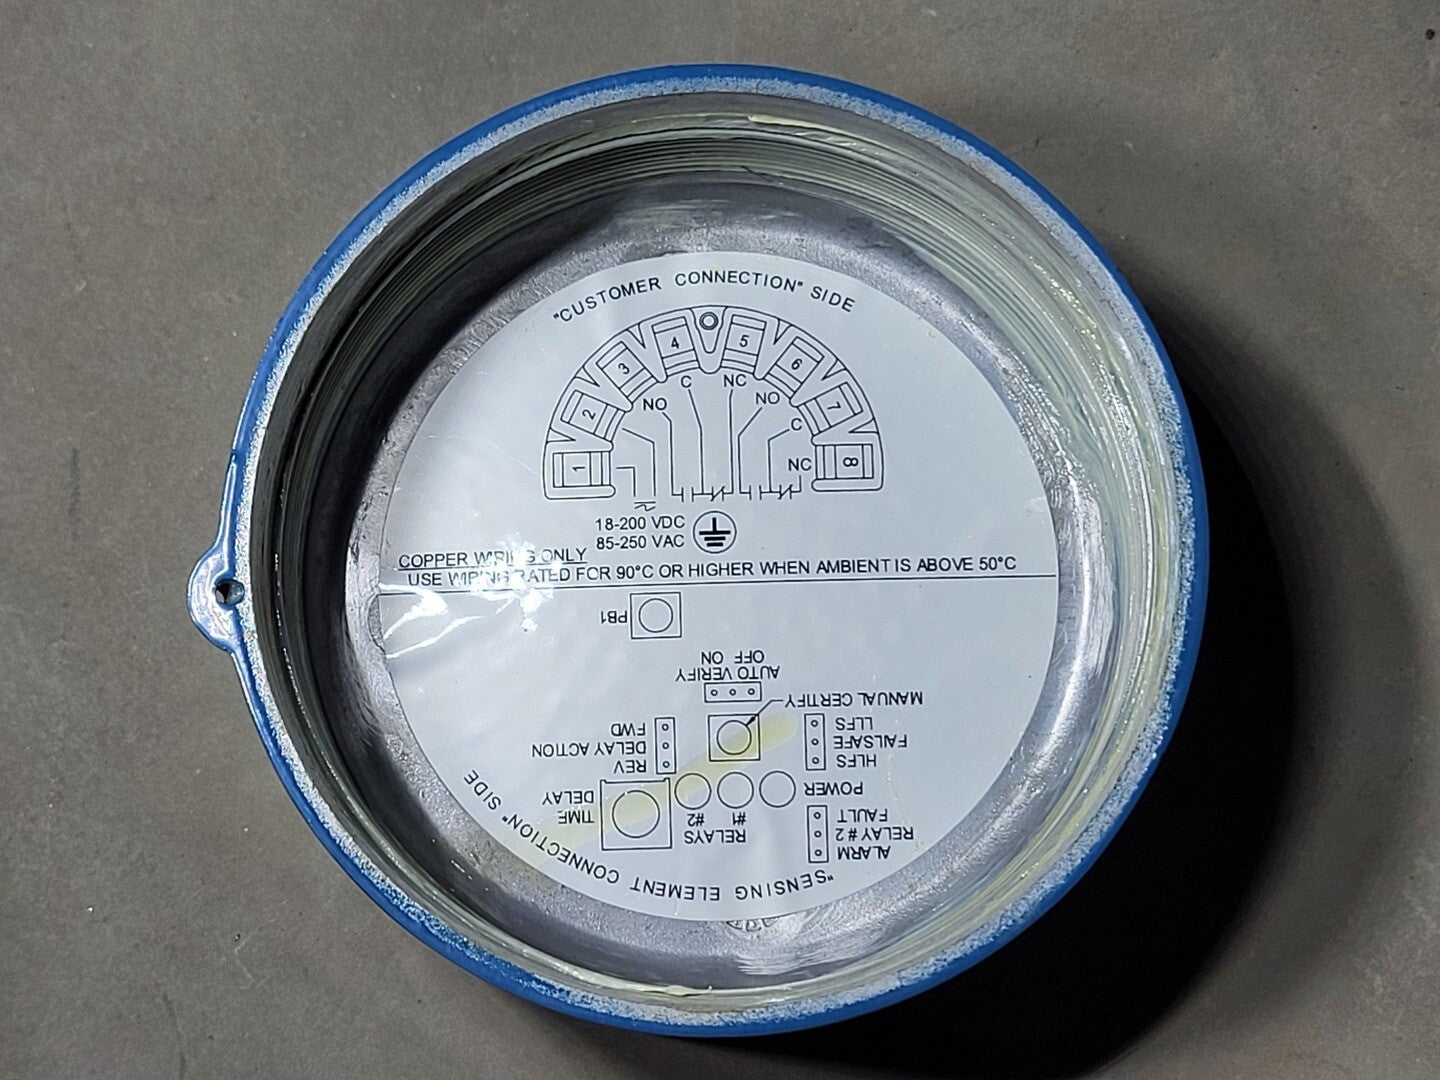 "CUSTOMER CONNECTION" SIDE
1
2
3
4
5
6
7
8
NO
C
NC
NO
C
NC
18-200 VDC
85-250 VAC
COPPER WIRING ONLY
USE WIRING RATED FOR 90°C OR HIGHER WHEN AMBIENT IS ABOVE 50°C
"SENSING ELEMENT CONNECTION" SIDE
ALARM
RELAY # 2
FAULT
RELAYS
#1
#2
TIME
DELAY
POWER
HLFS
FAILSAFE
LLFS
REV
DELAY ACTION
FWD
MANUAL CERTIFY
AUTO VERIFY
OFF ON
PB1